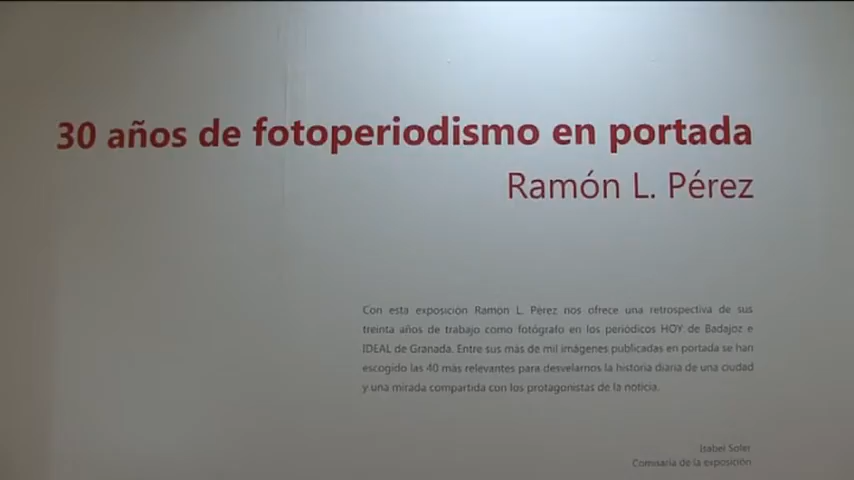 30 años de fotoperiodismo en portada
Ramón L. Pérez
Con esta exposición Ramón L. Pérez nos ofrece una retrospectiva de sus
treinta años de trabajo como fotógrafo en los periódicos HOY de Badajoz e
IDEAL de Granada. Entre sus más de mil imágenes publicadas en portada se han
escogido las 40 más relevantes para desvelarnos la historia diaria de una ciudad
y una mirada compartida con los protagonistas de la noticia.
Isabel Soler
Comisaria de la exposición